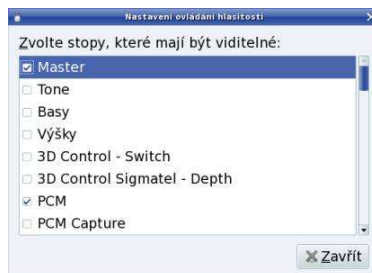 Nastavení ovládání hlasitosti
Zvolte stopy, které mají být viditelné:
Master
Tone
Basy
Výšky
3D Control - Switch
3D Control Sigmatel - Depth
PCM
PCM Capture
Zavřít